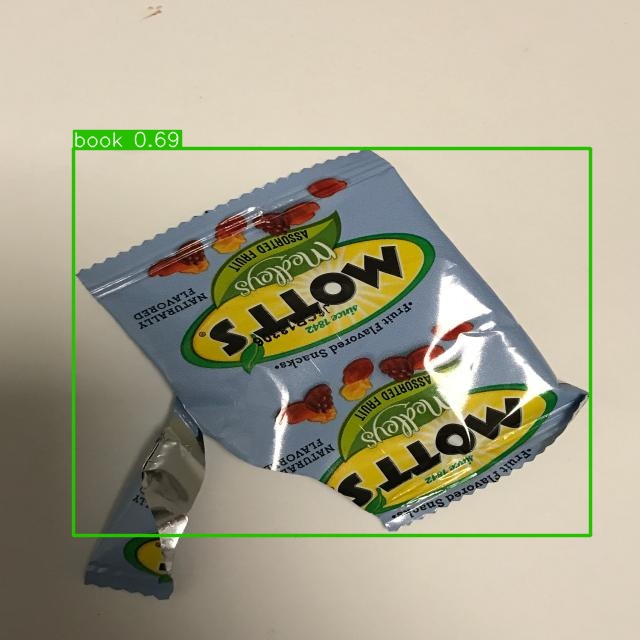 book 0.69
ASSORTED FRUIT
Medleys
MOTT'S®
since 1842
•Fruit Flavored Snacks•
NATURALLY
FLAVORED
ASSORTED FRUIT
Medleys
MOTT'S
since 1842
•Fruit Flavored Snacks•
NATURALLY
FLAVORED